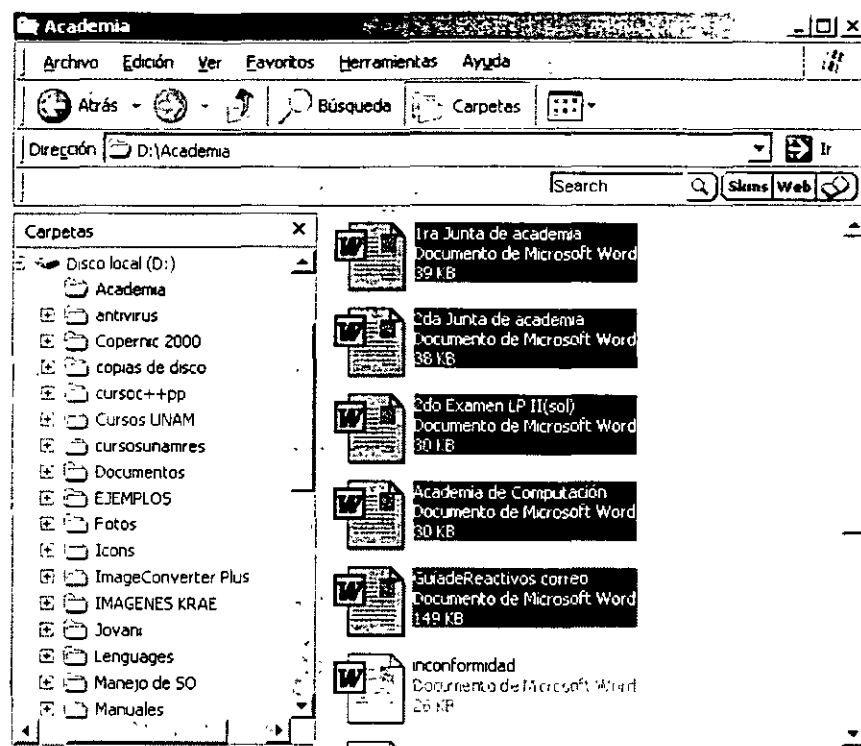 Academia
Archivo Edición Ver Favoritos Herramientas Ayuda
Atrás Búsqueda Carpetas
Dirección D:\Academia Ir
Search Skins Web
Carpetas
Disco local (D:)
Academia
antivirus
Copernic 2000
copias de disco
cursoc++pp
Cursos UNAM
cursosunamres
Documentos
EJEMPLOS
Fotos
Icons
ImageConverter Plus
IMAGENES KRAE
Jovani
Lenguages
Manejo de SO
Manuales
1ra Junta de academia
Documento de Microsoft Word
39 KB
2da Junta de academia
Documento de Microsoft Word
38 KB
2do Examen LP II(sol)
Documento de Microsoft Word
30 KB
Academia de Computación
Documento de Microsoft Word
30 KB
GuiadeReactivos correo
Documento de Microsoft Word
149 KB
inconformidad
Documento de Microsoft Word
26 KB